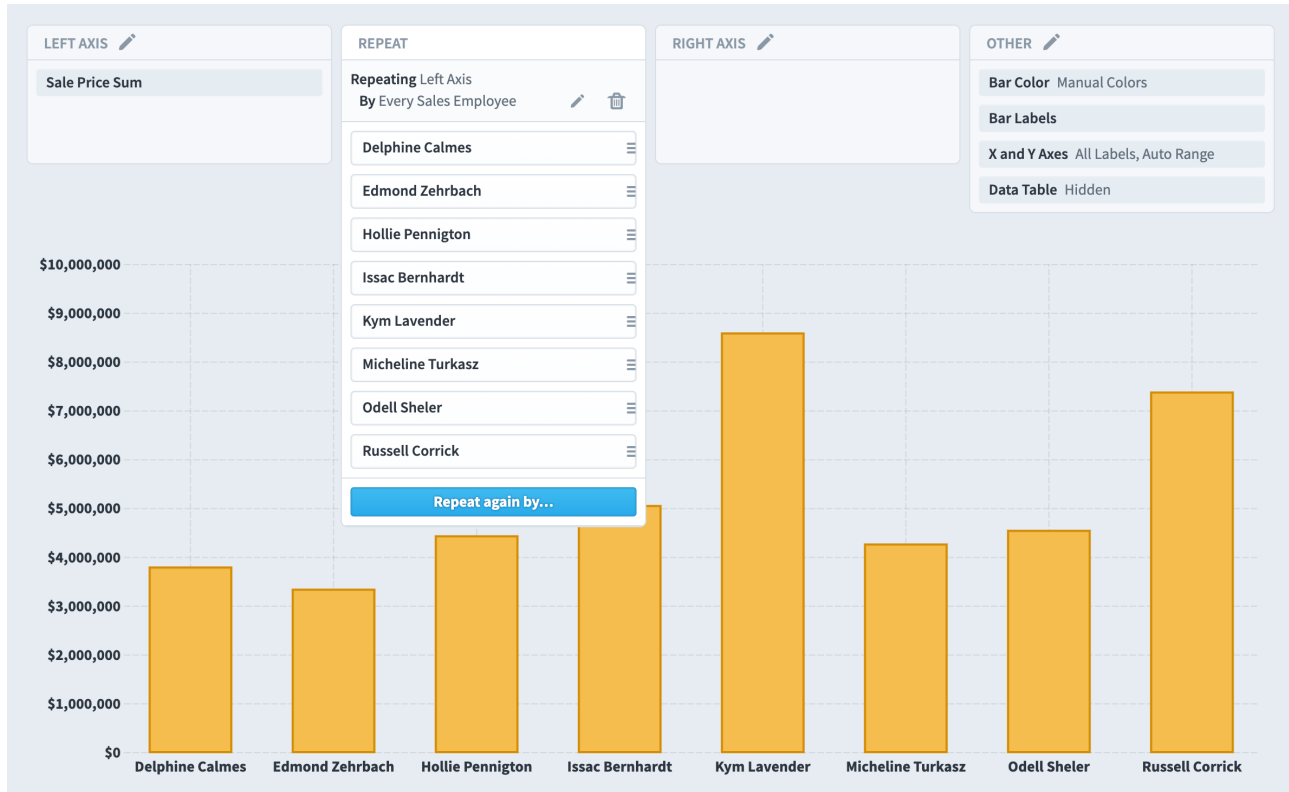 LEFT AXIS
Sale Price Sum
REPEAT
Repeating Left Axis
By Every Sales Employee
Delphine Calmes
Edmond Zehrbach
Hollie Pennigton
Issac Bernhardt
Kym Lavender
Micheline Turkasz
Odell Sheler
Russell Corrick
Repeat again by...
RIGHT AXIS
OTHER
Bar Color Manual Colors
Bar Labels
X and Y Axes All Labels, Auto Range
Data Table Hidden
$10,000,000
$9,000,000
$8,000,000
$7,000,000
$6,000,000
$5,000,000
$4,000,000
$3,000,000
$2,000,000
$1,000,000
$0
Delphine Calmes Edmond Zehrbach Hollie Pennigton Issac Bernhardt Kym Lavender Micheline Turkasz Odell Sheler Russell Corrick